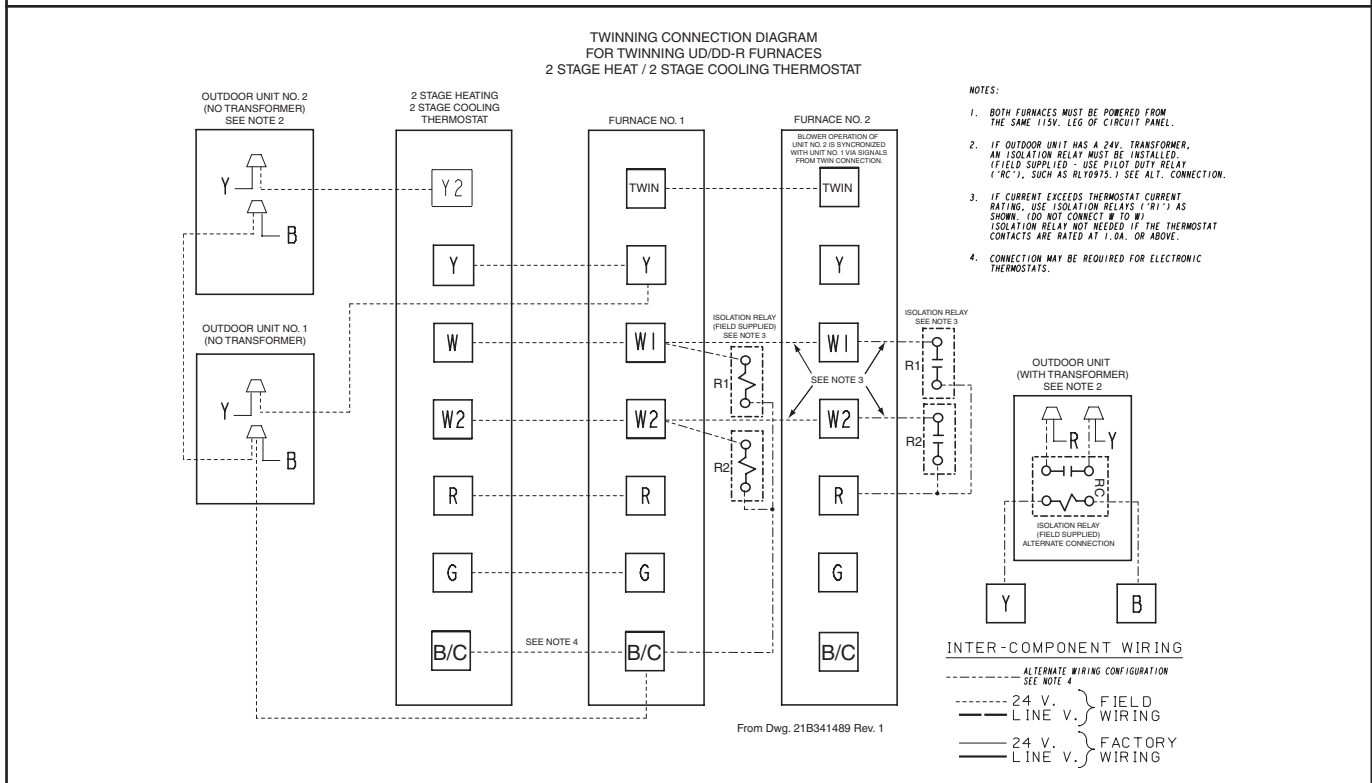 TWINNING CONNECTION DIAGRAM
FOR TWINNING UD/DD-R FURNACES
2 STAGE HEAT / 2 STAGE COOLING THERMOSTAT
OUTDOOR UNIT NO. 2
(NO TRANSFORMER)
SEE NOTE 2
Y
B
OUTDOOR UNIT NO. 1
(NO TRANSFORMER)
Y
B
2 STAGE HEATING
2 STAGE COOLING
THERMOSTAT
Y2
Y
W
W2
R
G
B/C
SEE NOTE 4
FURNACE NO. 1
TWIN
Y
W1
W2
R
G
B/C
ISOLATION RELAY
(FIELD SUPPLIED)
SEE NOTE 3
R1
R2
FURNACE NO. 2
BLOWER OPERATION OF
UNIT NO. 2 IS SYNCRONIZED
WITH UNIT NO. 1 VIA SIGNALS
FROM TWIN CONNECTION.
TWIN
Y
W1
SEE NOTE 3
W2
R
G
B/C
ISOLATION RELAY
SEE NOTE 3
R1
R2
From Dwg. 21B341489 Rev. 1
NOTES:
1. BOTH FURNACES MUST BE POWERED FROM
THE SAME 115V. LEG OF CIRCUIT PANEL.
2. IF OUTDOOR UNIT HAS A 24V. TRANSFORMER,
AN ISOLATION RELAY MUST BE INSTALLED.
(FIELD SUPPLIED - USE PILOT DUTY RELAY
('RC'), SUCH AS RLY0975.) SEE ALT. CONNECTION.
3. IF CURRENT EXCEEDS THERMOSTAT CURRENT
RATING, USE ISOLATION RELAYS ('R1') AS
SHOWN. (DO NOT CONNECT W TO W)
ISOLATION RELAY NOT NEEDED IF THE THERMOSTAT
CONTACTS ARE RATED AT 1.0A. OR ABOVE.
4. CONNECTION MAY BE REQUIRED FOR ELECTRONIC
THERMOSTATS.
OUTDOOR UNIT
(WITH TRANSFORMER)
SEE NOTE 2
R
Y
RC
ISOLATION RELAY
(FIELD SUPPLIED)
ALTERNATE CONNECTION
Y
B
INTER-COMPONENT WIRING
ALTERNATE WIRING CONFIGURATION
SEE NOTE 4
24 V. FIELD
LINE V. WIRING
24 V. FACTORY
LINE V. WIRING